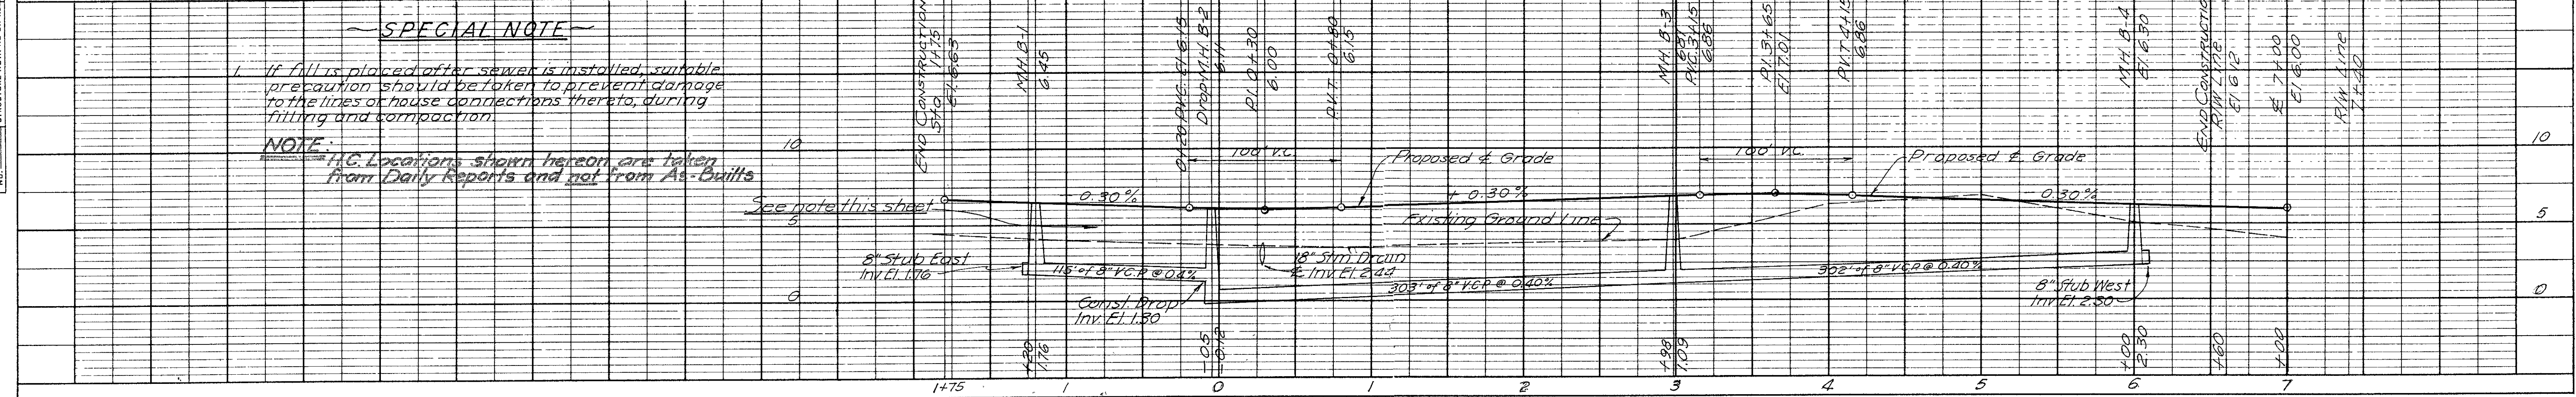 SPECIAL NOTE
1. If fill is placed after sewer is installed, suitable
precaution should be taken to prevent damage
to the lines or house connections thereto, during
filling and compaction.
NOTE:
H.C. Locations shown hereon are taken
from Daily Reports and not from As-Builts
See note this sheet
10
5
0
END CONSTRUCTION
STA 1+75
El. 6.63
M.H. B-1
6.45
0+20 P.V.C. El 6.15
Drop M.H. B-2
6.11
P.I. 0+30
6.00
P.V.T. 0+80
6.15
M.H. B-3
6.81
P.V.C. 3+15
6.86
P.I. 3+65
El 7.01
P.V.T. 4+15
6.86
M.H. B-4
El. 6.30
END CONSTRUCTION
R/W Line
El 6.12
℄ 7+00
El 6.00
R/W Line
7+40
100' V.C.
Proposed ℄ Grade
100' V.C.
Proposed ℄ Grade
0.30%
+ 0.30%
0.30%
Existing Ground Line
8" Stub East
Inv. El. 1.76
115' of 8" V.C.P. @ 0.4%
18" Stm. Drain
℄ Inv. El. 2.44
303' of 8" V.C.P. @ 0.40%
302' of 8" V.C.P. @ 0.40%
Const. Drop
Inv. El. 1.30
8" Stub West
Inv. El. 2.30
+20
1.76
-.05
-0.12
+98
1.09
+00
2.30
+60
+00
10
5
0
1+75
1
0
1
2
3
4
5
6
7